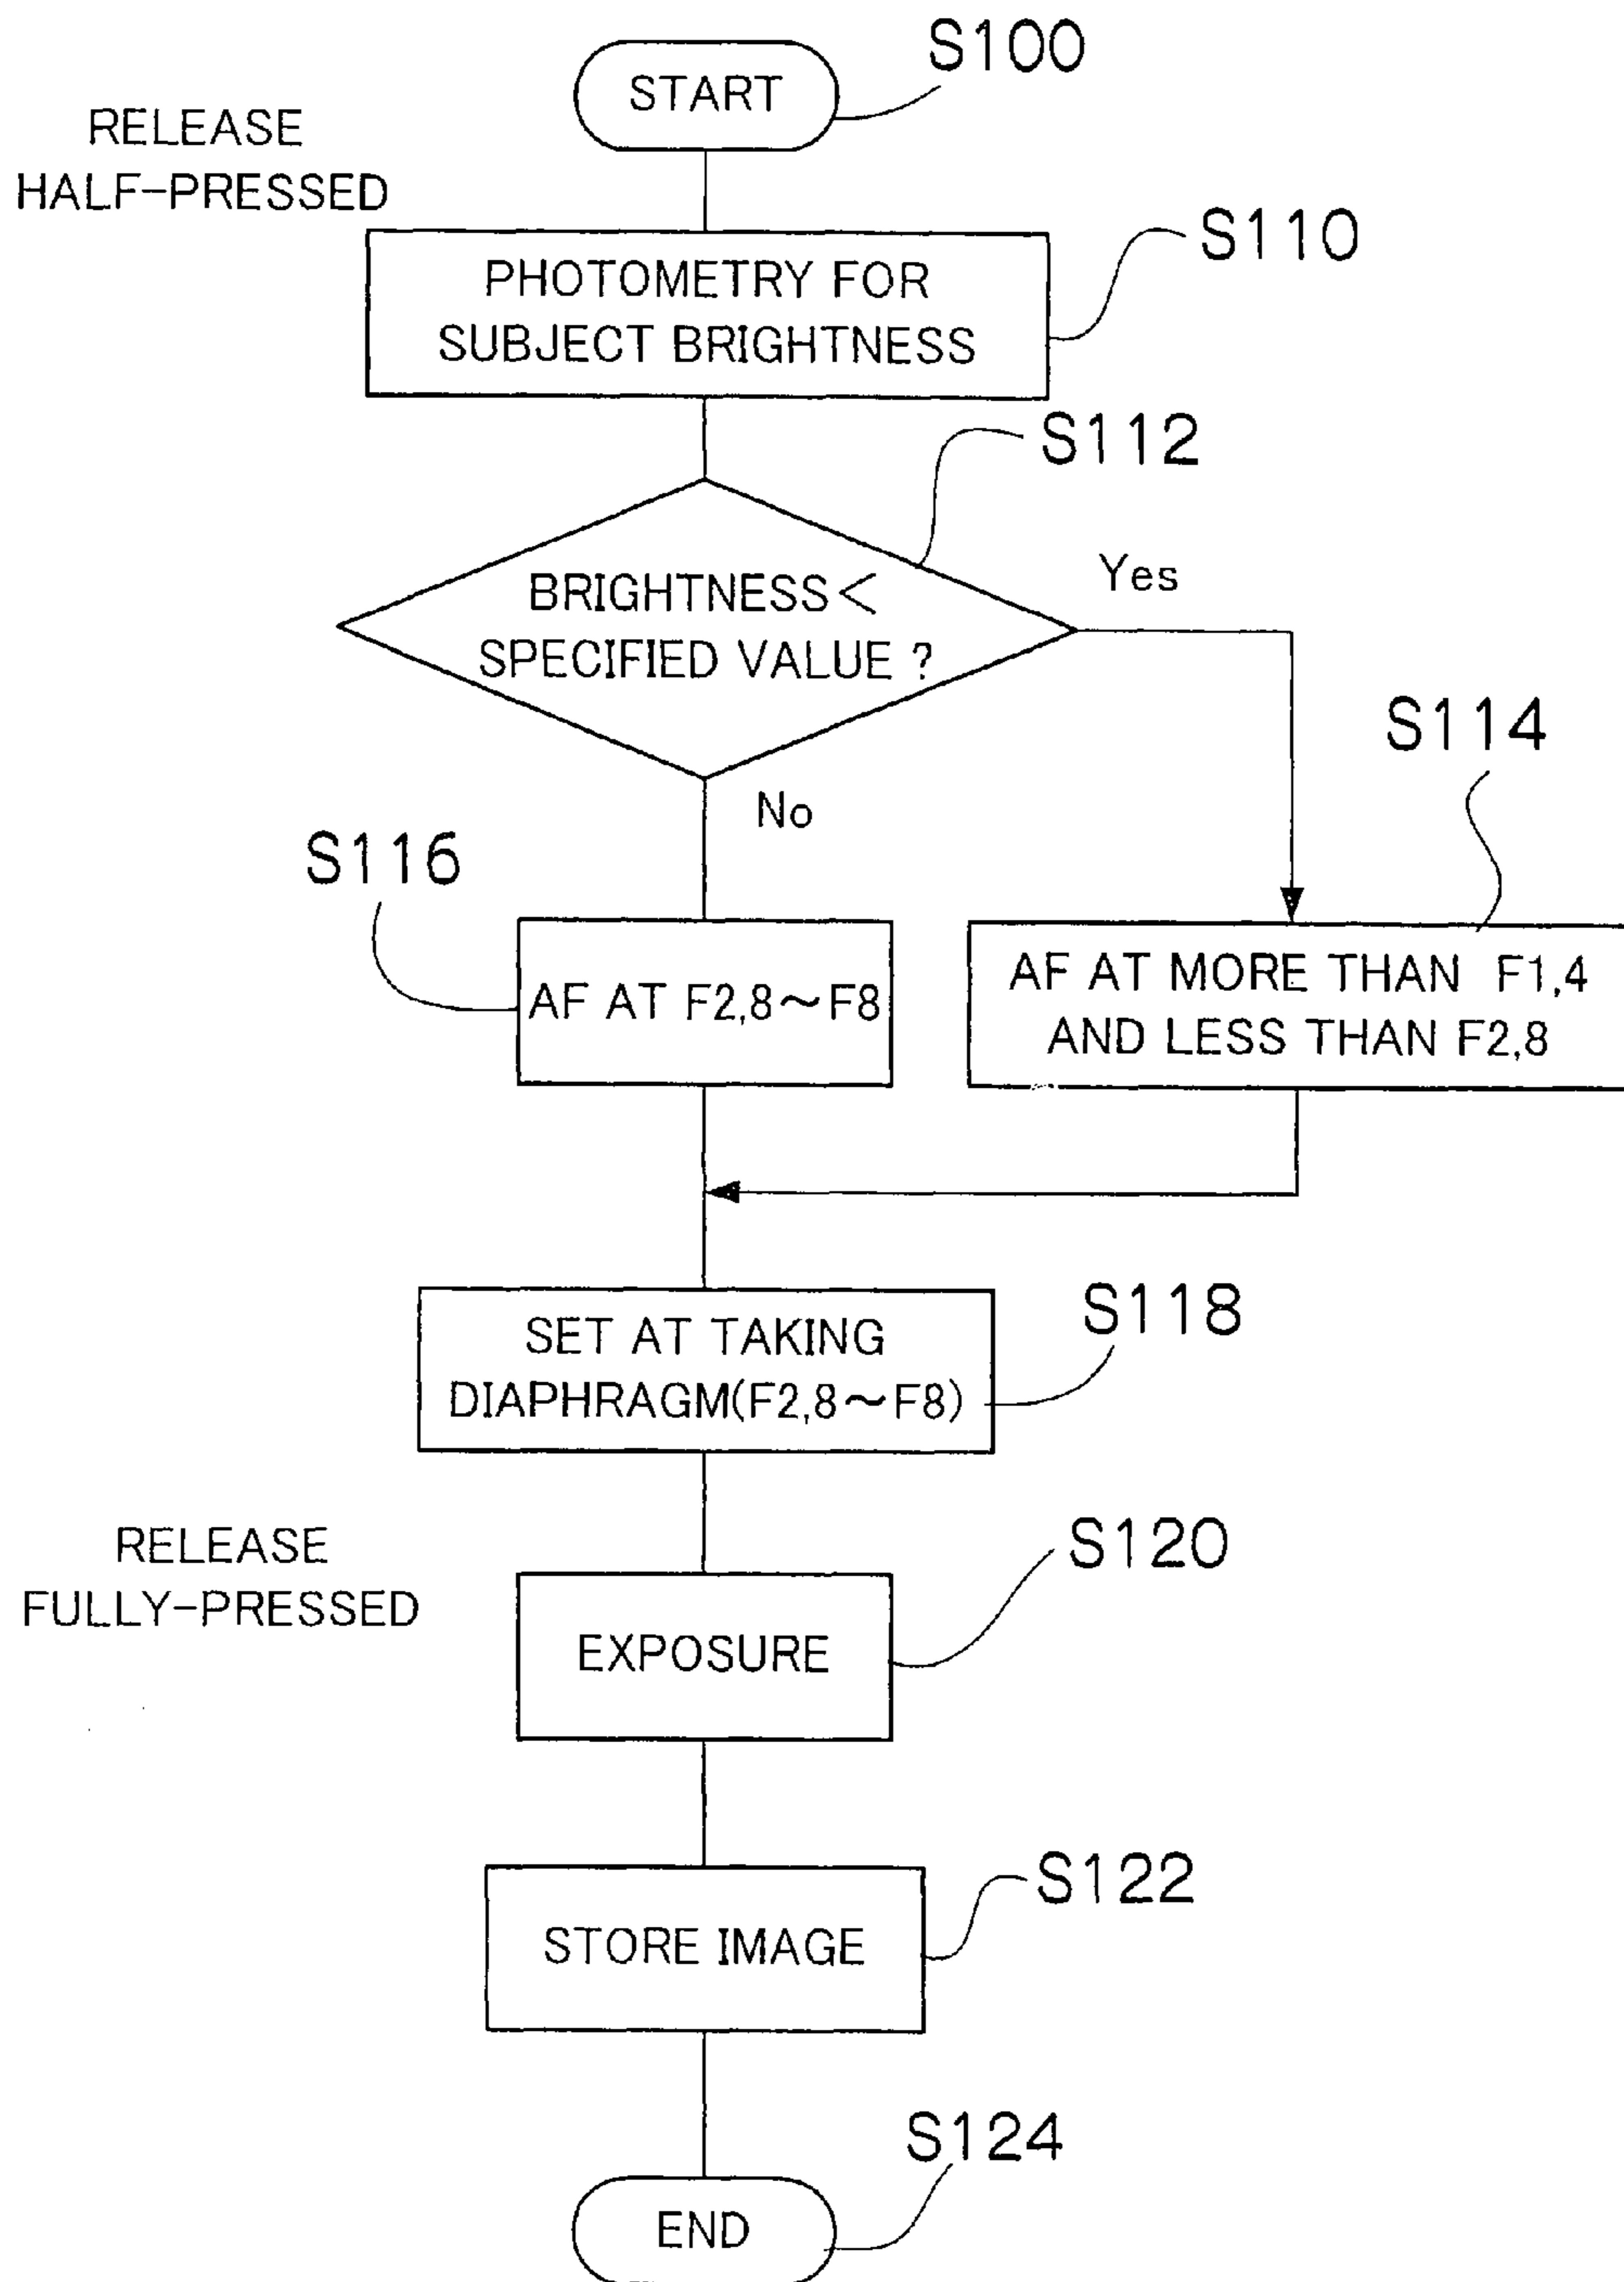 S100
START
RELEASE
HALF-PRESSED
S110
PHOTOMETRY FOR
SUBJECT BRIGHTNESS
S112
BRIGHTNESS<
SPECIFIED VALUE ?
Yes
S114
No
S116
AF AT F2,8～F8
AF AT MORE THAN F1,4
AND LESS THAN F2,8
S118
SET AT TAKING
DIAPHRAGM(F2,8～F8)
RELEASE
FULLY-PRESSED
S120
EXPOSURE
S122
STORE IMAGE
S124
END